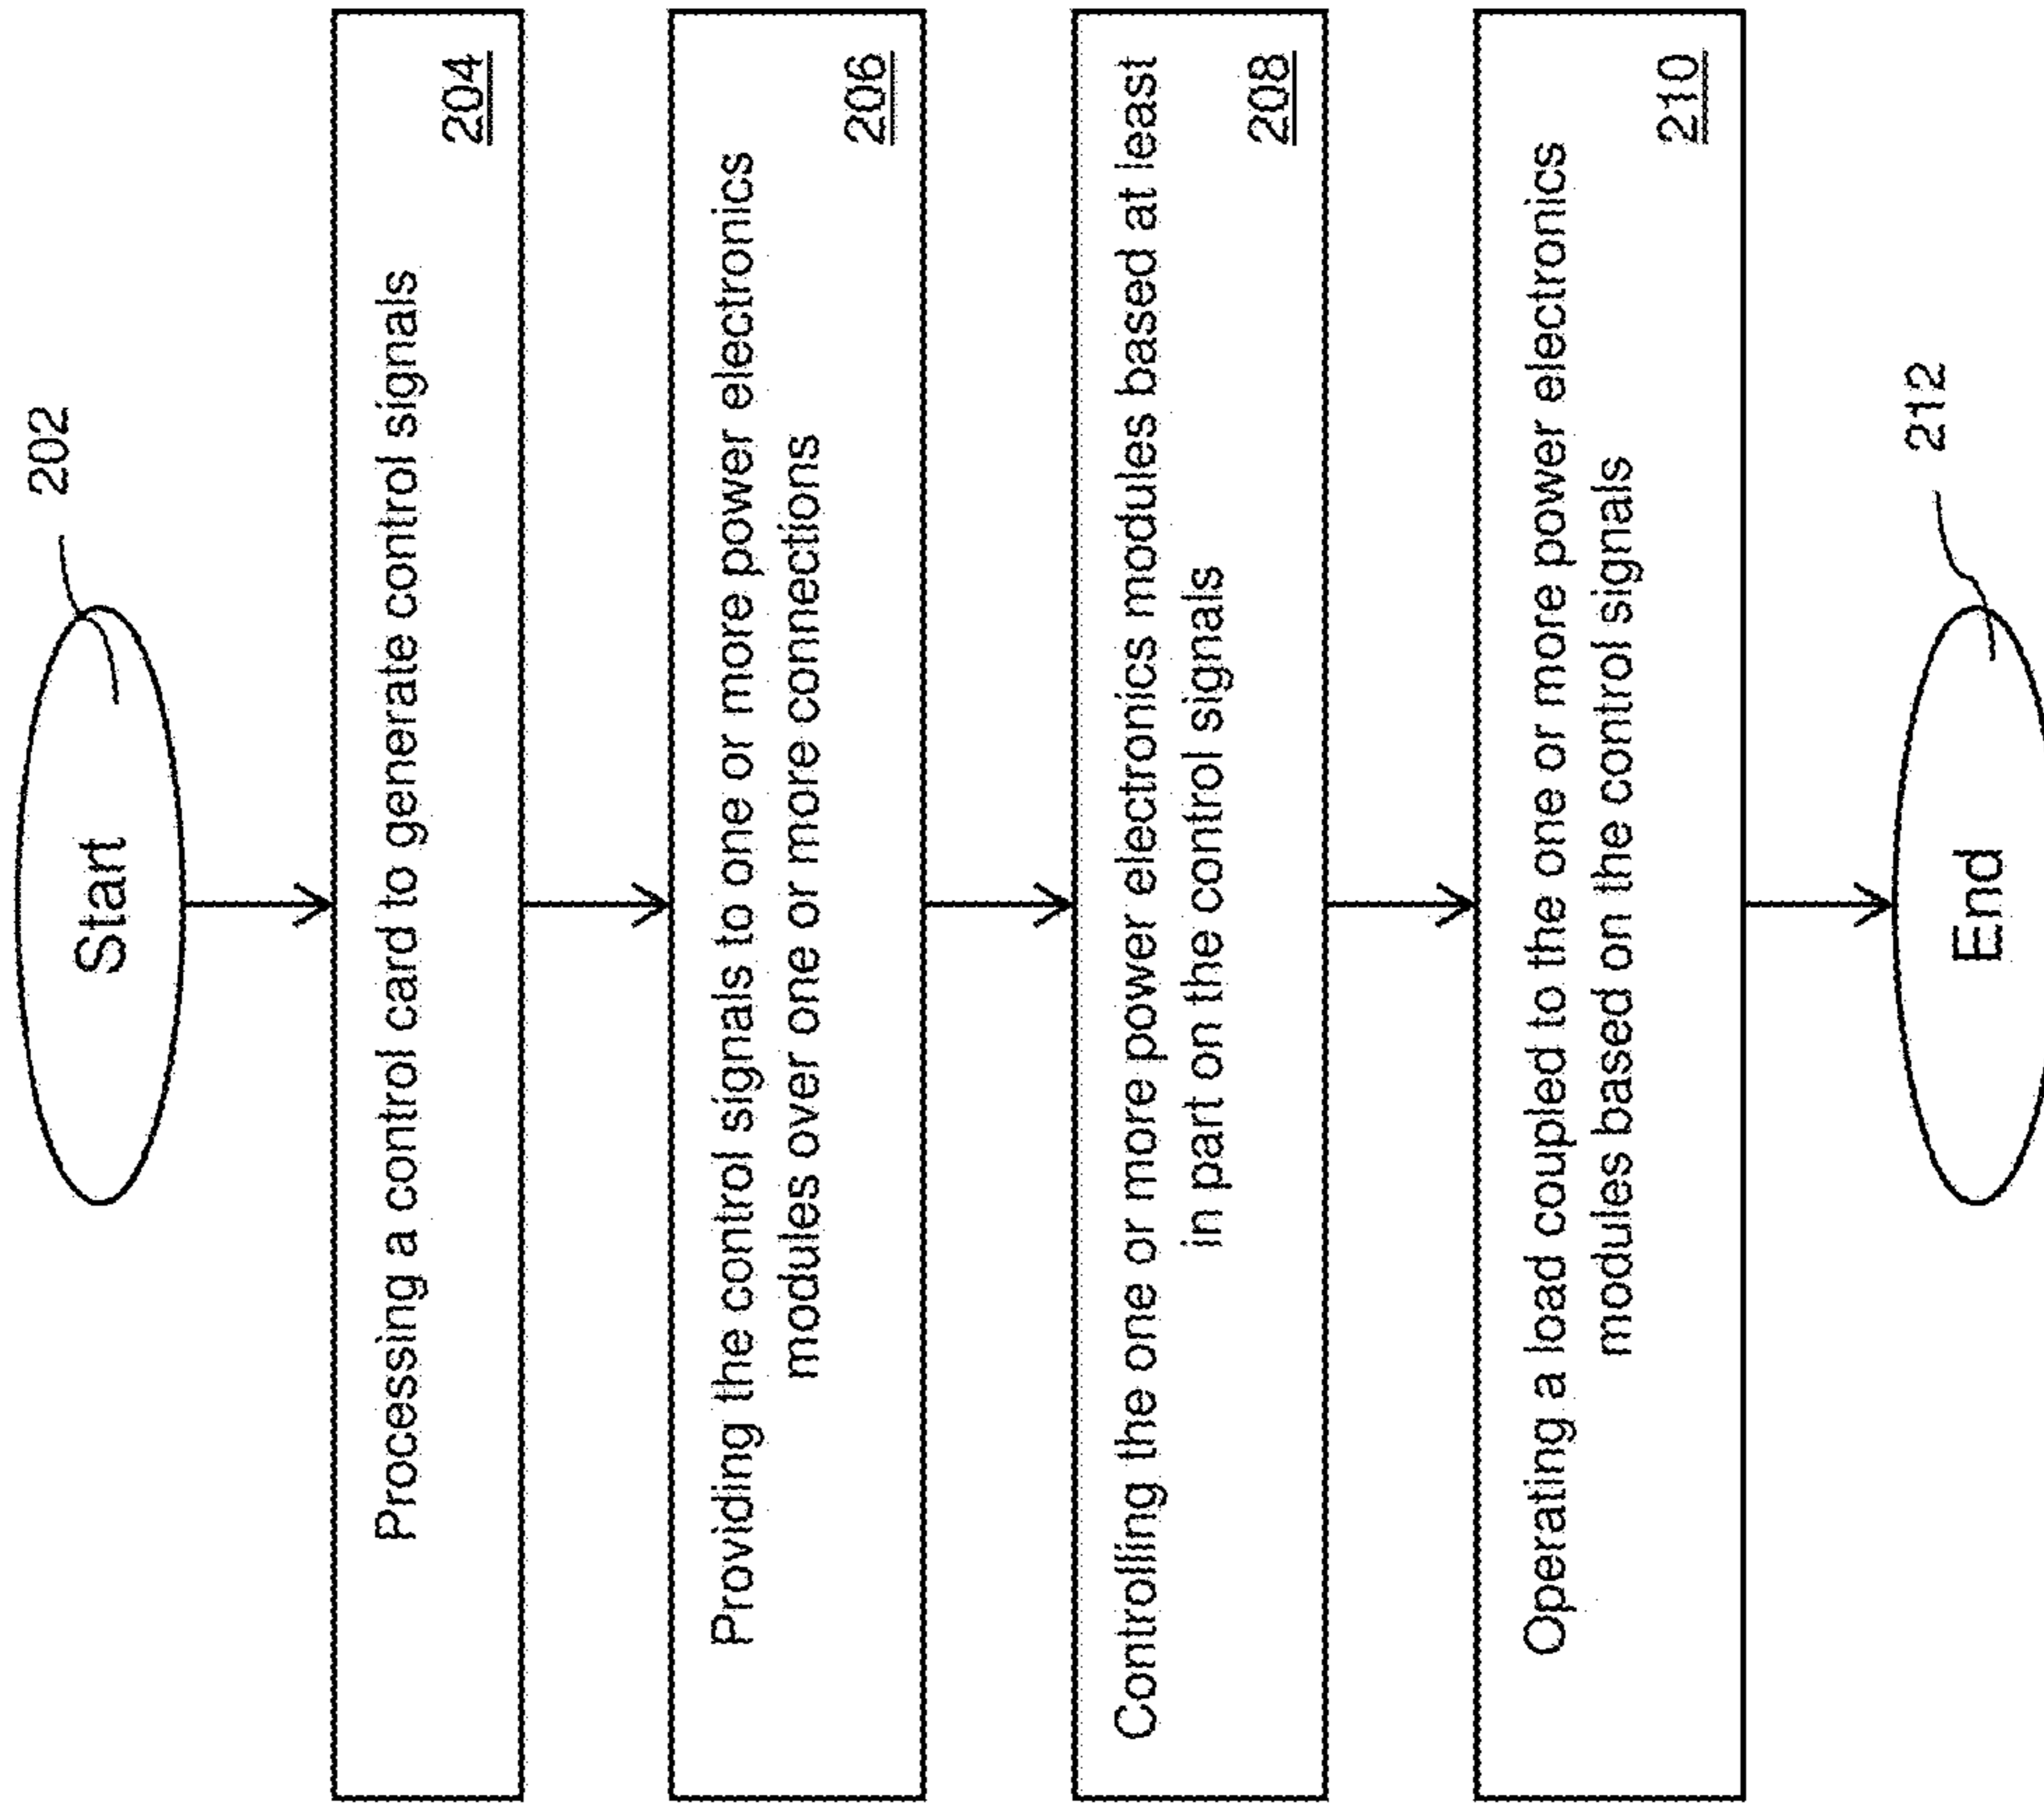 202
Start
Processing a control card to generate control signals
204
Providing the control signals to one or more power electronics
modules over one or more connections
206
Controlling the one or more power electronics modules based at least
in part on the control signals
208
Operating a load coupled to the one or more power electronics
modules based on the control signals
210
212
End